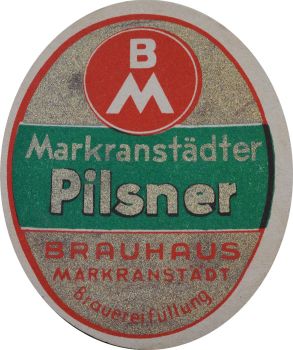 B
M
Markranstädter
Pilsner
BRAUHAUS
MARKRANSTÄDT
Brauereifüllung